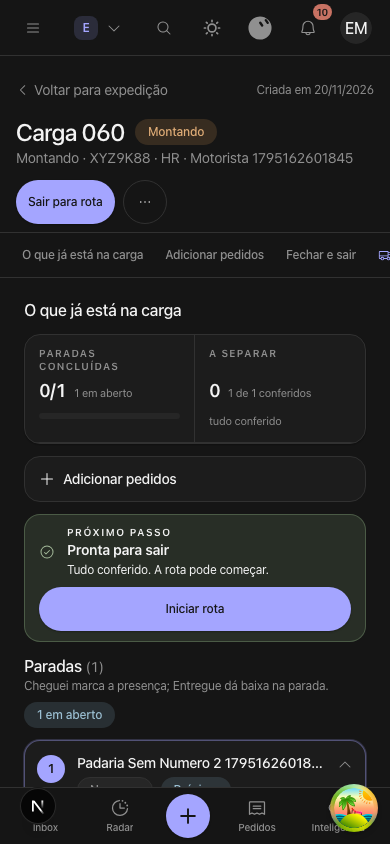 E
10
EM
Voltar para expedição
Criada em 20/11/2026
Carga 060
Montando
Montando · XYZ9K88 · HR · Motorista 1795162601845
Sair para rota
...
O que já está na carga
Adicionar pedidos
Fechar e sair
O que já está na carga
PARADAS CONCLUÍDAS
0/1 1 em aberto
A SEPARAR
0 1 de 1 conferidos
tudo conferido
Adicionar pedidos
PRÓXIMO PASSO
Pronta para sair
Tudo conferido. A rota pode começar.
Iniciar rota
Paradas (1)
Cheguei marca a presença; Entregue dá baixa na parada.
1 em aberto
1
Padaria Sem Numero 2 17951626018...
N
Inbox
Radar
Pedidos